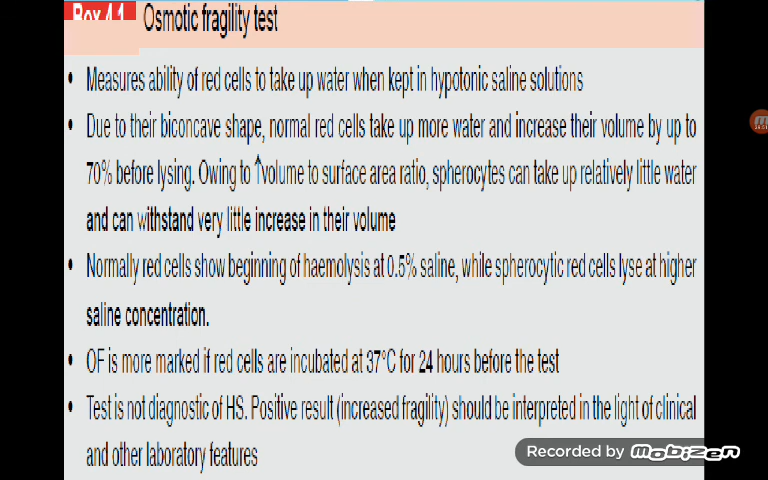 Box 4.1 Osmotic fragility test
• Measures ability of red cells to take up water when kept in hypotonic saline solutions
• Due to their biconcave shape, normal red cells take up more water and increase their volume by up to
70% before lysing. Owing to ↑volume to surface area ratio, spherocytes can take up relatively little water
and can withstand very little increase in their volume
• Normally red cells show beginning of haemolysis at 0.5% saline, while spherocytic red cells lyse at higher
saline concentration.
• OF is more marked if red cells are incubated at 37°C for 24 hours before the test
• Test is not diagnostic of HS. Positive result (increased fragility) should be interpreted in the light of clinical
and other laboratory features
Recorded by mobizen